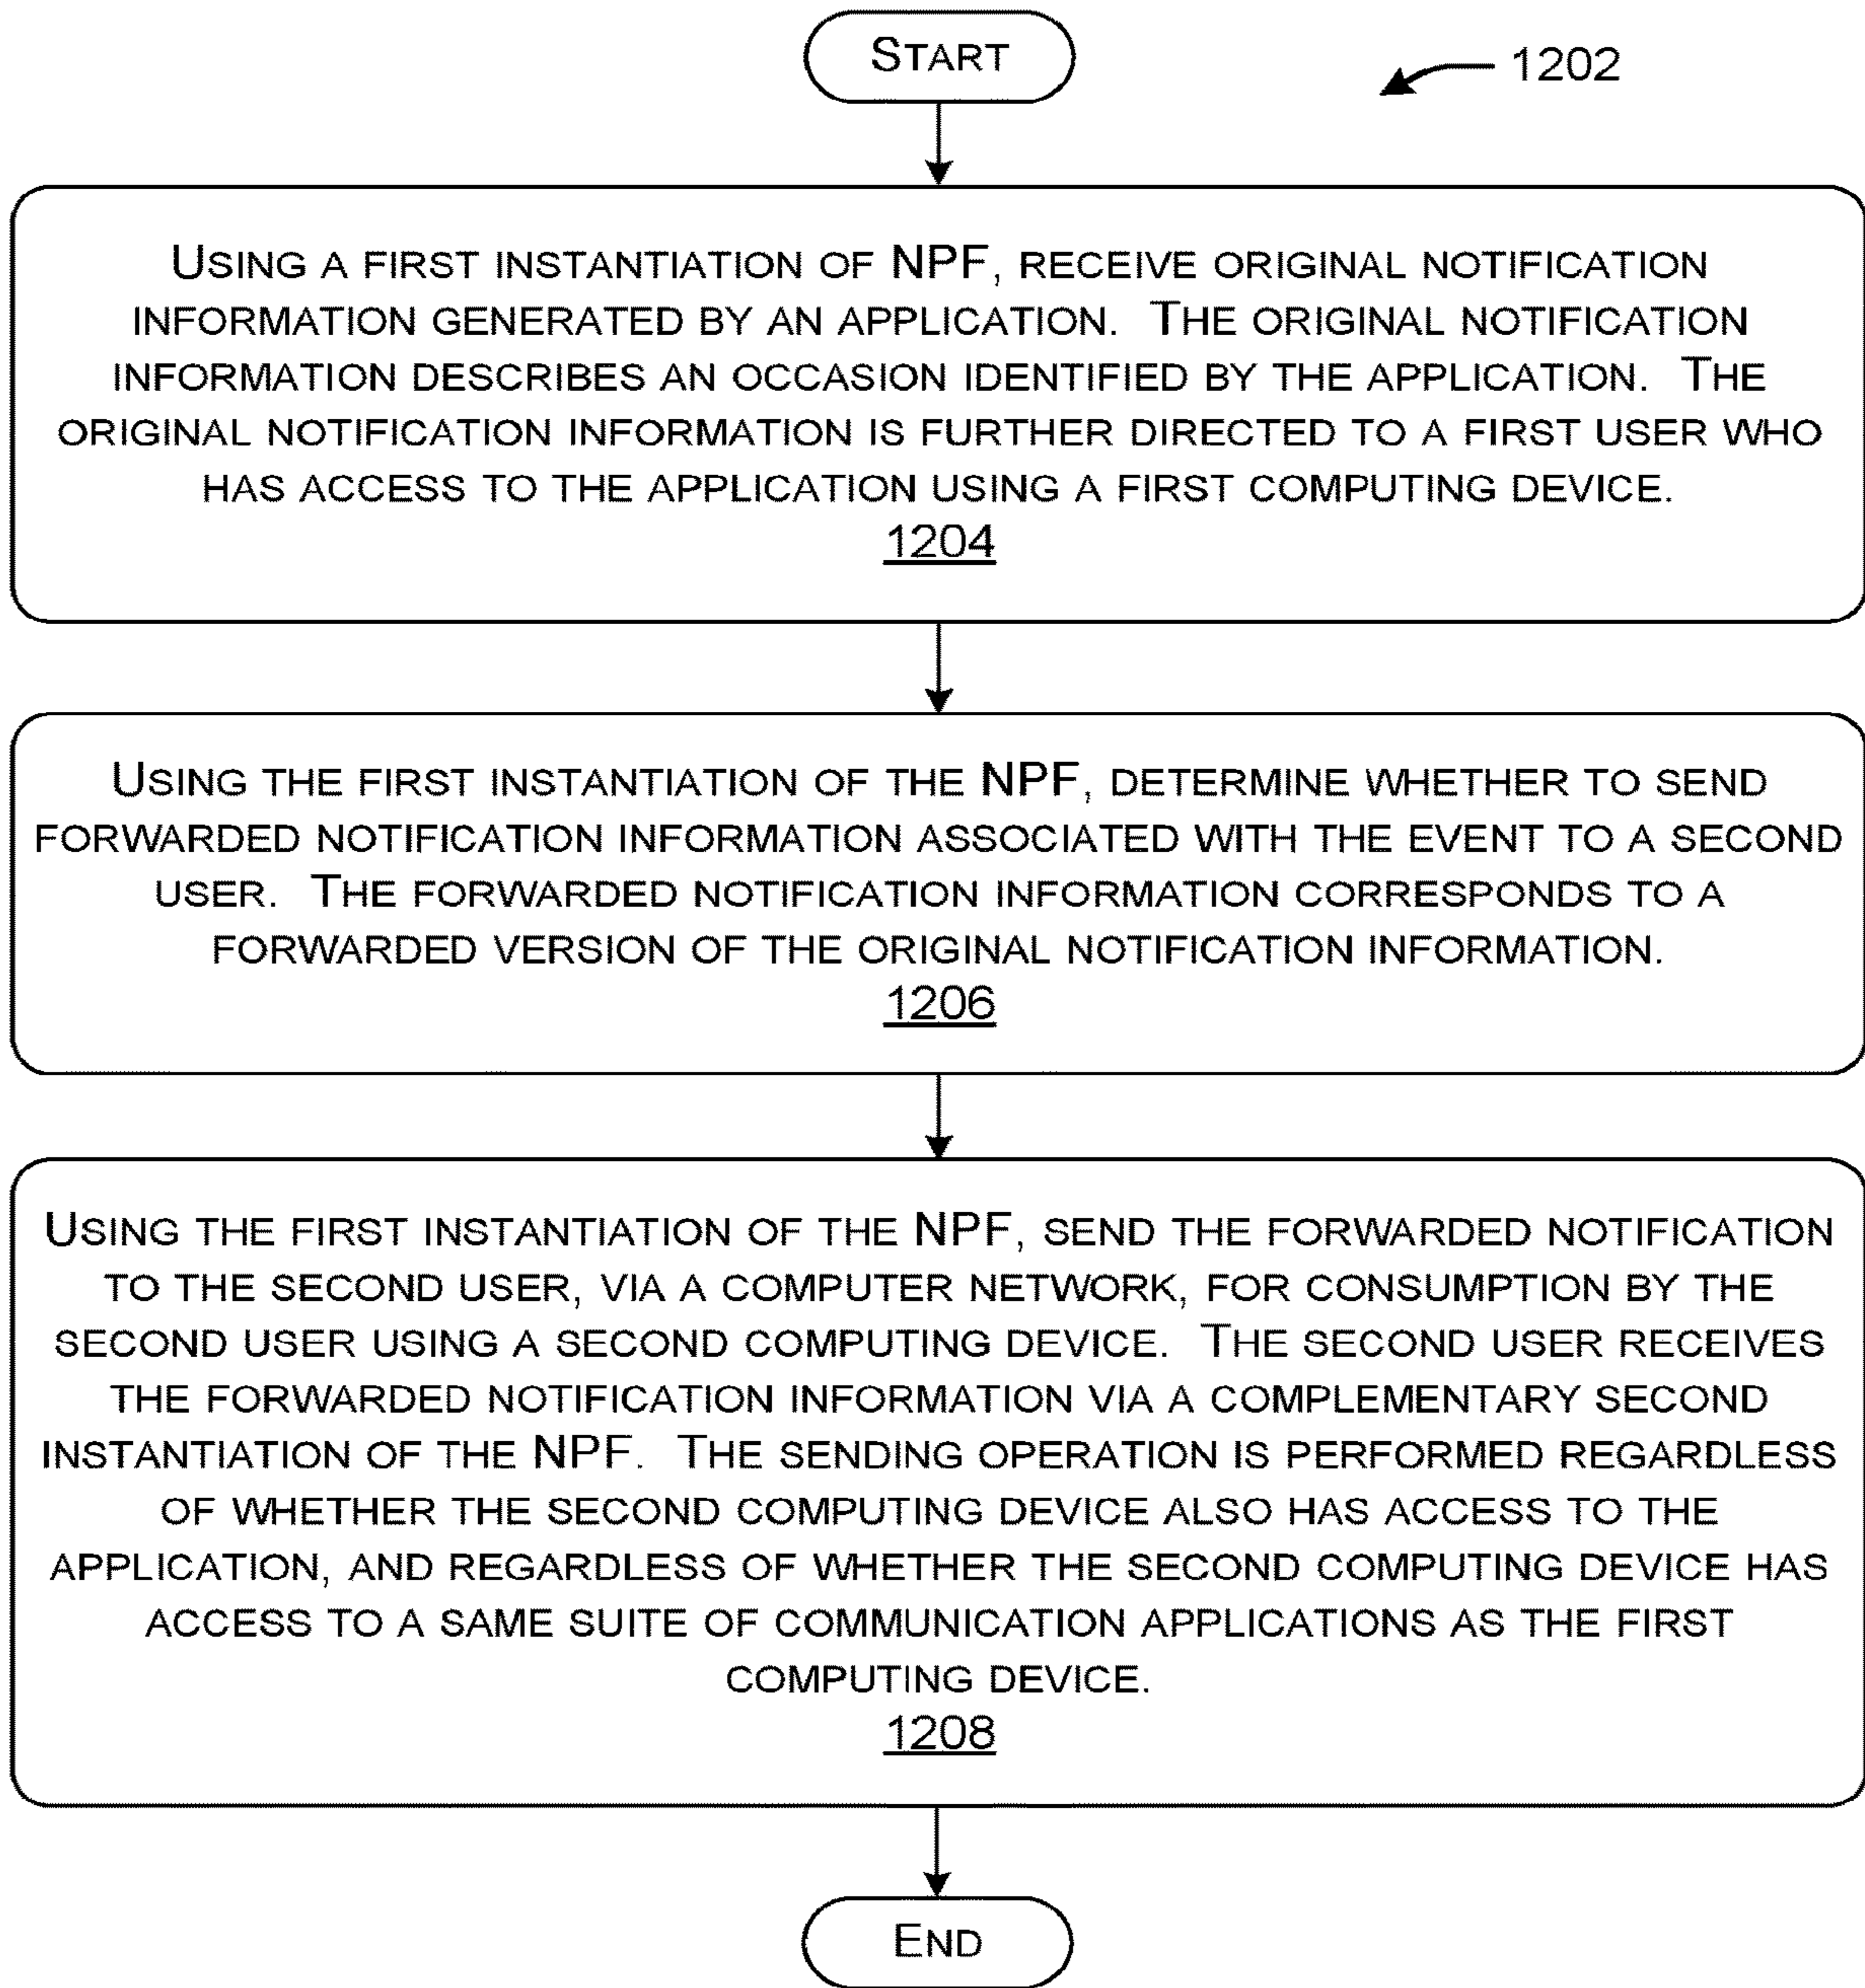 START
1202
USING A FIRST INSTANTIATION OF NPF, RECEIVE ORIGINAL NOTIFICATION
INFORMATION GENERATED BY AN APPLICATION. THE ORIGINAL NOTIFICATION
INFORMATION DESCRIBES AN OCCASION IDENTIFIED BY THE APPLICATION. THE
ORIGINAL NOTIFICATION INFORMATION IS FURTHER DIRECTED TO A FIRST USER WHO
HAS ACCESS TO THE APPLICATION USING A FIRST COMPUTING DEVICE.
1204
USING THE FIRST INSTANTIATION OF THE NPF, DETERMINE WHETHER TO SEND
FORWARDED NOTIFICATION INFORMATION ASSOCIATED WITH THE EVENT TO A SECOND
USER. THE FORWARDED NOTIFICATION INFORMATION CORRESPONDS TO A
FORWARDED VERSION OF THE ORIGINAL NOTIFICATION INFORMATION.
1206
USING THE FIRST INSTANTIATION OF THE NPF, SEND THE FORWARDED NOTIFICATION
TO THE SECOND USER, VIA A COMPUTER NETWORK, FOR CONSUMPTION BY THE
SECOND USER USING A SECOND COMPUTING DEVICE. THE SECOND USER RECEIVES
THE FORWARDED NOTIFICATION INFORMATION VIA A COMPLEMENTARY SECOND
INSTANTIATION OF THE NPF. THE SENDING OPERATION IS PERFORMED REGARDLESS
OF WHETHER THE SECOND COMPUTING DEVICE ALSO HAS ACCESS TO THE
APPLICATION, AND REGARDLESS OF WHETHER THE SECOND COMPUTING DEVICE HAS
ACCESS TO A SAME SUITE OF COMMUNICATION APPLICATIONS AS THE FIRST
COMPUTING DEVICE.
1208
END